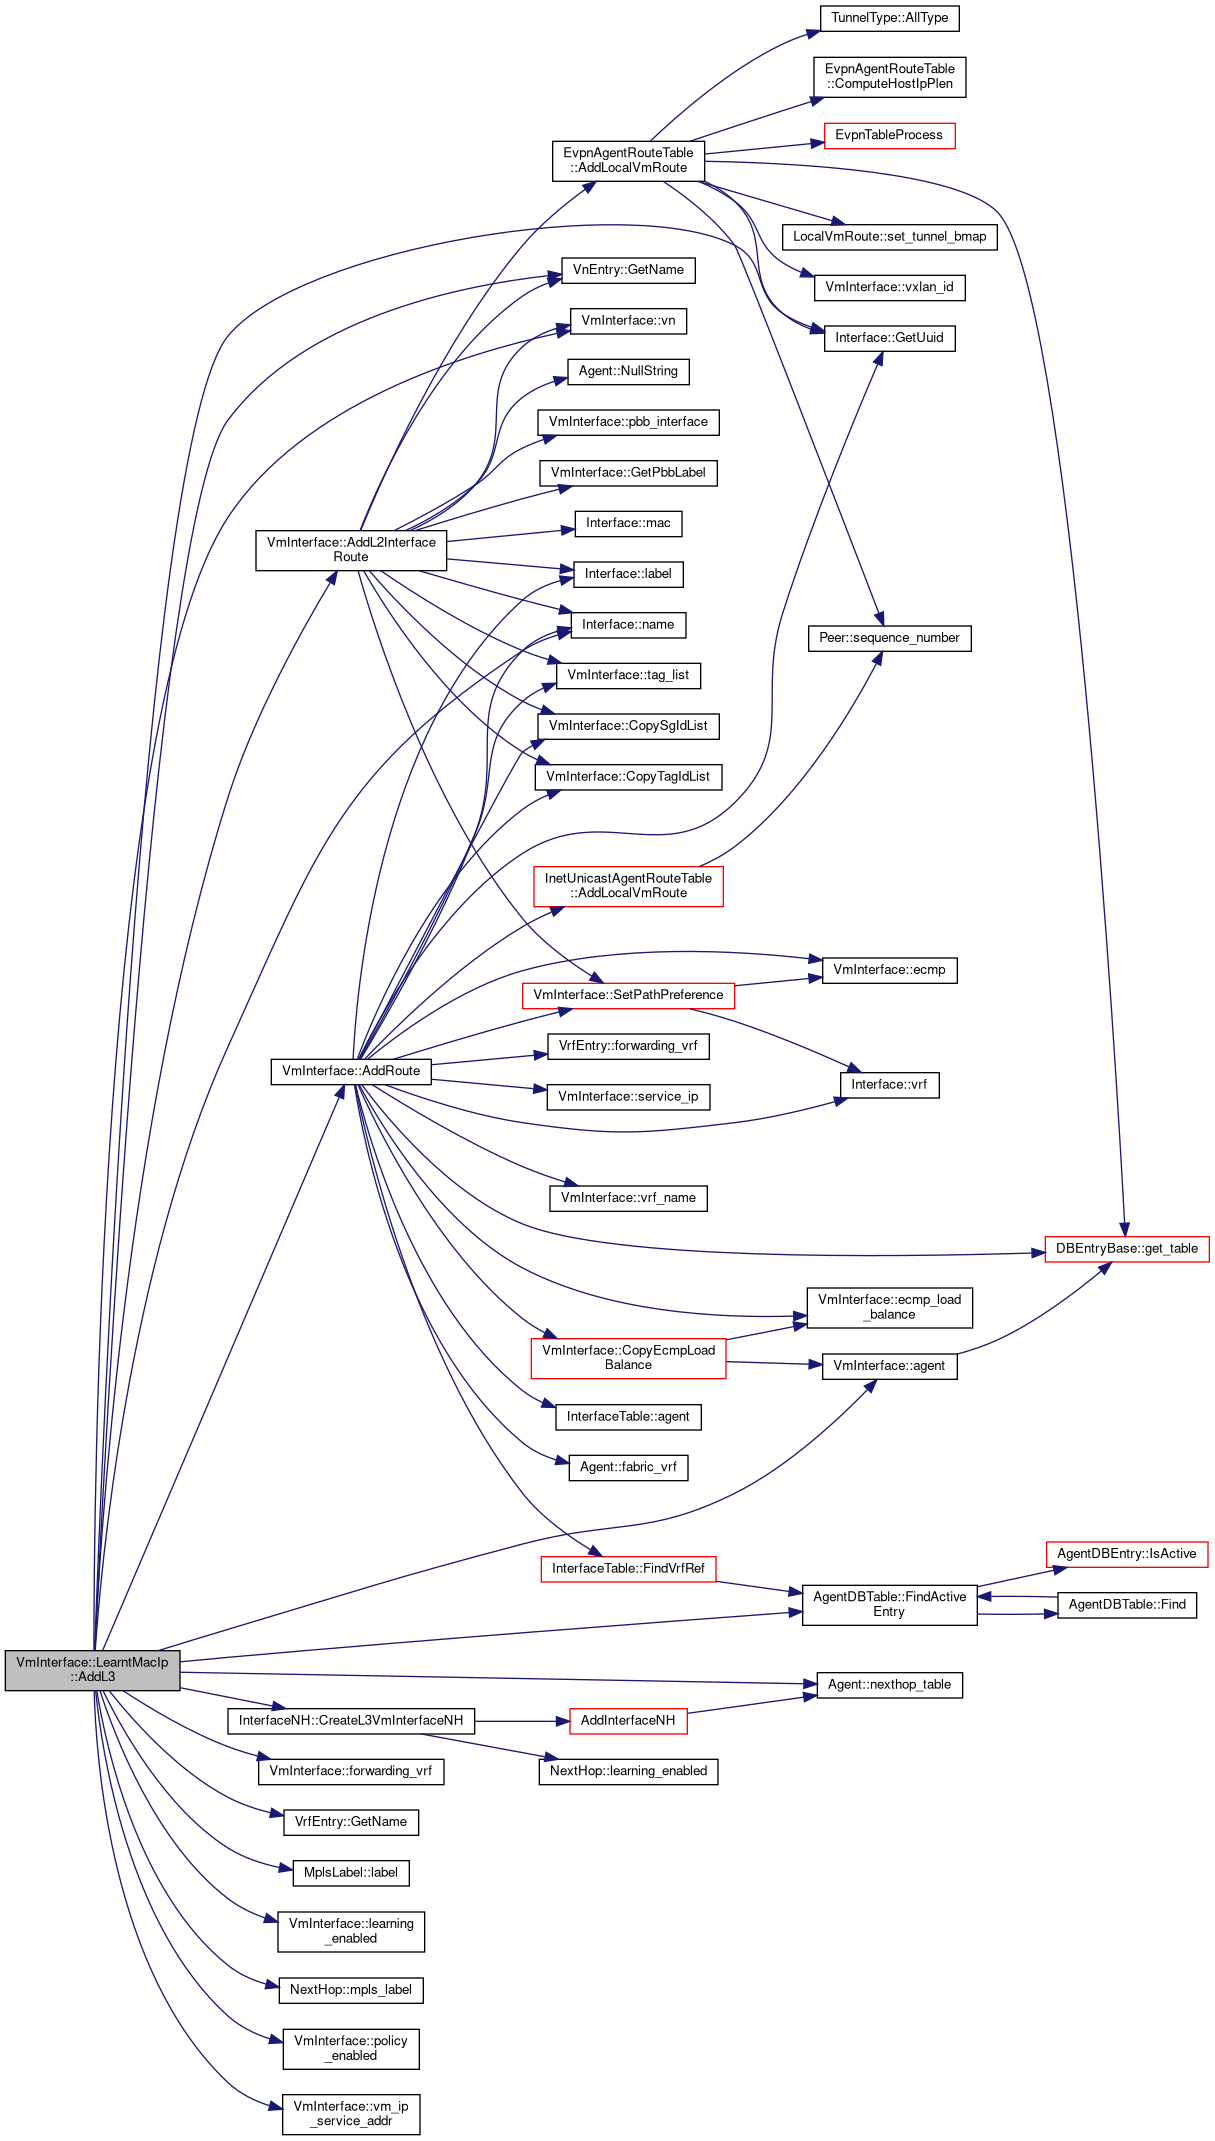 TunnelType::AllType
EvpnAgentRouteTable
::ComputeHostIpPlen
EvpnTableProcess
EvpnAgentRouteTable
::AddLocalVmRoute
LocalVmRoute::set_tunnel_bmap
VnEntry::GetName
VmInterface::vxlan_id
VmInterface::vn
Interface::GetUuid
Agent::NullString
VmInterface::pbb_interface
VmInterface::GetPbbLabel
Interface::mac
VmInterface::AddL2Interface
Route
Interface::label
Interface::name
Peer::sequence_number
VmInterface::tag_list
VmInterface::CopySgIdList
VmInterface::CopyTagIdList
InetUnicastAgentRouteTable
::AddLocalVmRoute
VmInterface::ecmp
VmInterface::SetPathPreference
VrfEntry::forwarding_vrf
VmInterface::AddRoute
Interface::vrf
VmInterface::service_ip
VmInterface::vrf_name
DBEntryBase::get_table
VmInterface::ecmp_load
_balance
VmInterface::CopyEcmpLoad
Balance
VmInterface::agent
InterfaceTable::agent
Agent::fabric_vrf
AgentDBEntry::IsActive
InterfaceTable::FindVrfRef
AgentDBTable::FindActive
Entry
AgentDBTable::Find
VmInterface::LearntMacIp
::AddL3
Agent::nexthop_table
InterfaceNH::CreateL3VmInterfaceNH
AddInterfaceNH
VmInterface::forwarding_vrf
NextHop::learning_enabled
VrfEntry::GetName
MplsLabel::label
VmInterface::learning
_enabled
NextHop::mpls_label
VmInterface::policy
_enabled
VmInterface::vm_ip
_service_addr